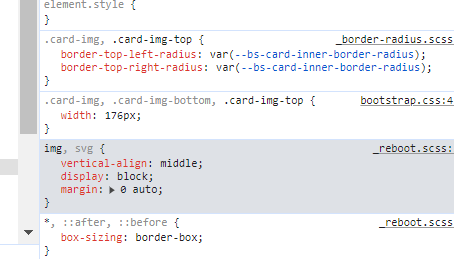 element.style {
}
.card-img, .card-img-top { _border-radius.scss
border-top-left-radius: var(--bs-card-inner-border-radius);
border-top-right-radius: var(--bs-card-inner-border-radius);
}
.card-img, .card-img-bottom, .card-img-top { bootstrap.css:4
width: 176px;
}
img, svg { _reboot.scss:
vertical-align: middle;
display: block;
margin: ▶ 0 auto;
}
*, ::after, ::before { _reboot.scss
box-sizing: border-box;
}